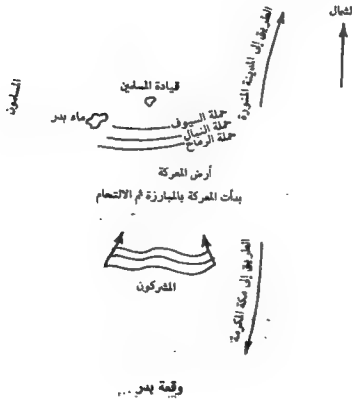 الشمال
الطريق إلى المدينة المنورة
المسلمون
قيادة المسلمين
ماء بدر
حملة السيوف
حملة النبال
حملة الرماح
أرض المعركة
بدأت المعركة بالمبارزة ثم الالتحام
الطريق إلى مكة المكرمة
المشركون
وقعة بدر ...